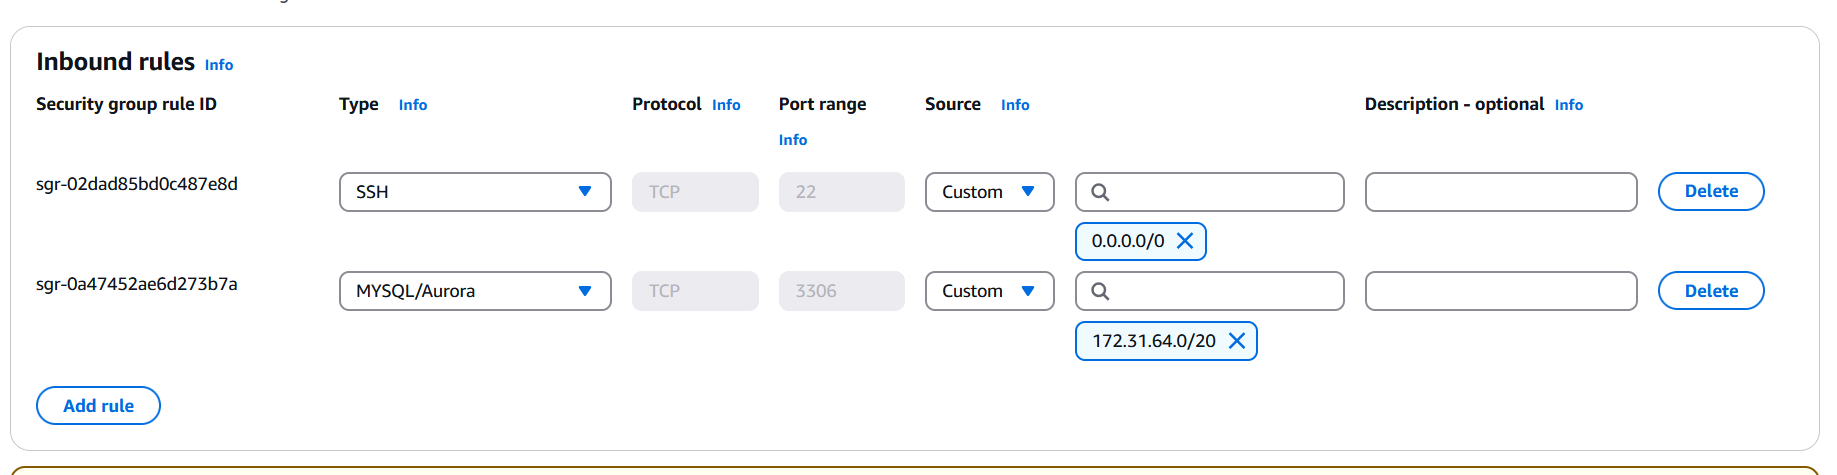 Inbound rules Info
Security group rule ID Type Info Protocol Info Port range Info Source Info Description - optional Info
sgr-02dad85bd0c487e8d SSH TCP 22 Custom Delete
0.0.0.0/0
sgr-0a47452ae6d273b7a MYSQL/Aurora TCP 3306 Custom Delete
172.31.64.0/20
Add rule